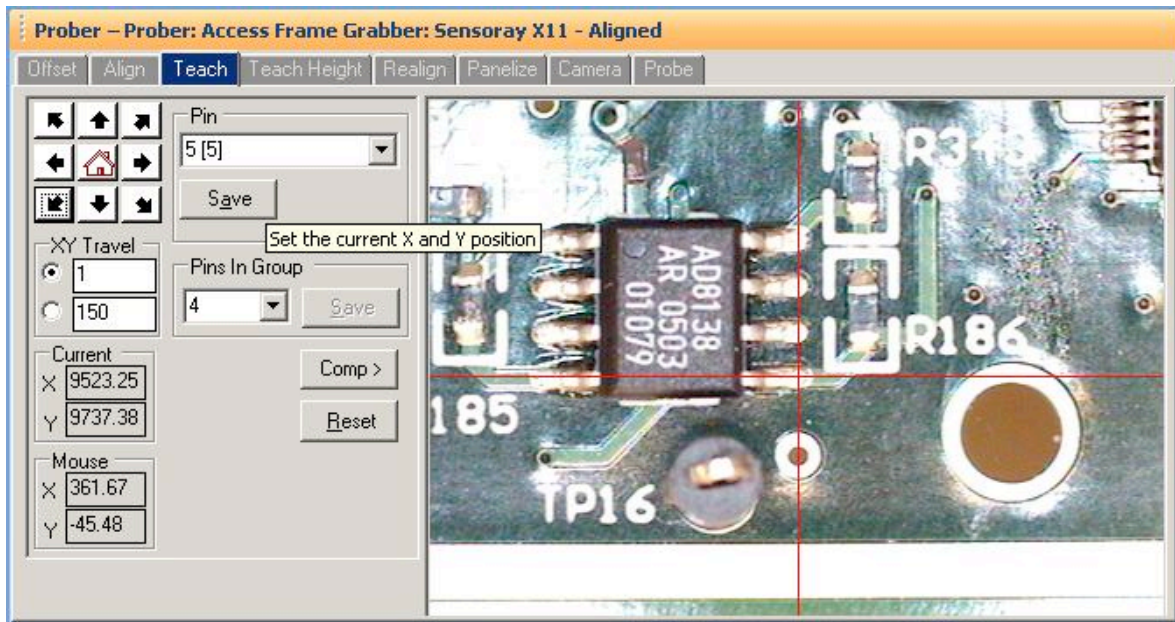 Prober – Prober: Access Frame Grabber: Sensoray X11 - Aligned
Offset Align Teach Teach Height Realign Panelize Camera Probe
Pin
5 [5]
Save
Set the current X and Y position
XY Travel
1
150
Pins In Group
4
Save
Current
X 9523.25
Y 9737.38
Comp >
Reset
Mouse
X 361.67
Y -45.48
R343
AD8138
AR 0503
01079
R186
185
TP16